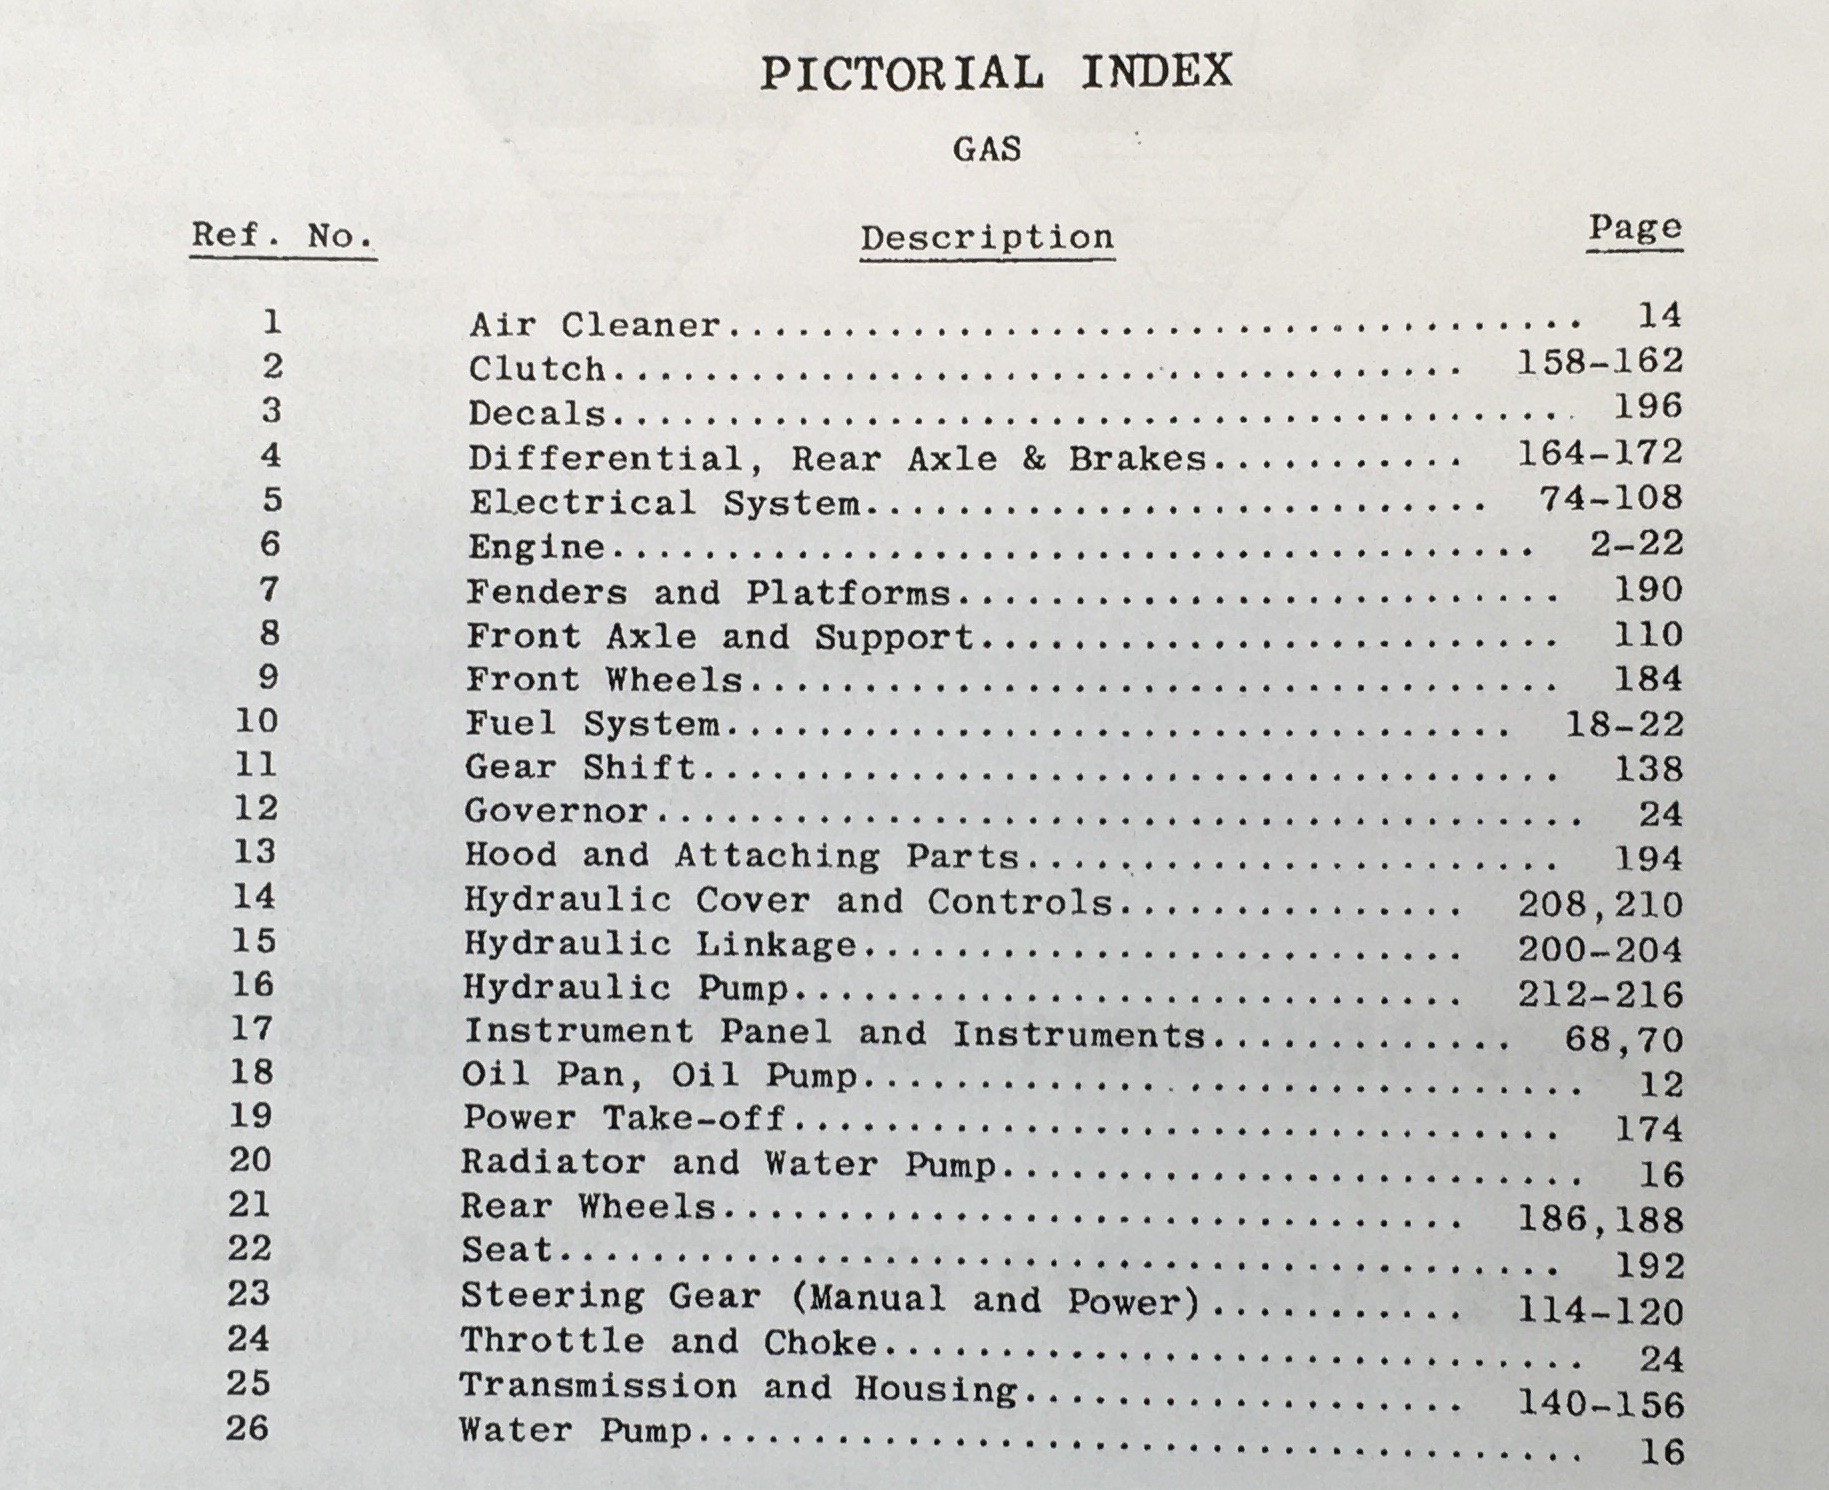 PICTORIAL INDEX
GAS
Ref. No. Description Page
1 Air Cleaner..................................... 14
2 Clutch..................................... 158-162
3 Decals.......................................... 196
4 Differential, Rear Axle & Brakes........... 164-172
5 Electrical System........................... 74-108
6 Engine......................................... 2-22
7 Fenders and Platforms........................... 190
8 Front Axle and Support......................... 110
9 Front Wheels.................................... 184
10 Fuel System.................................. 18-22
11 Gear Shift...................................... 138
12 Governor......................................... 24
13 Hood and Attaching Parts........................ 194
14 Hydraulic Cover and Controls............... 208,210
15 Hydraulic Linkage.......................... 200-204
16 Hydraulic Pump............................. 212-216
17 Instrument Panel and Instruments............. 68,70
18 Oil Pan, Oil Pump................................ 12
19 Power Take-off.................................. 174
20 Radiator and Water Pump.......................... 16
21 Rear Wheels................................ 186,188
22 Seat............................................ 192
23 Steering Gear (Manual and Power)........... 114-120
24 Throttle and Choke............................... 24
25 Transmission and Housing................... 140-156
26 Water Pump....................................... 16